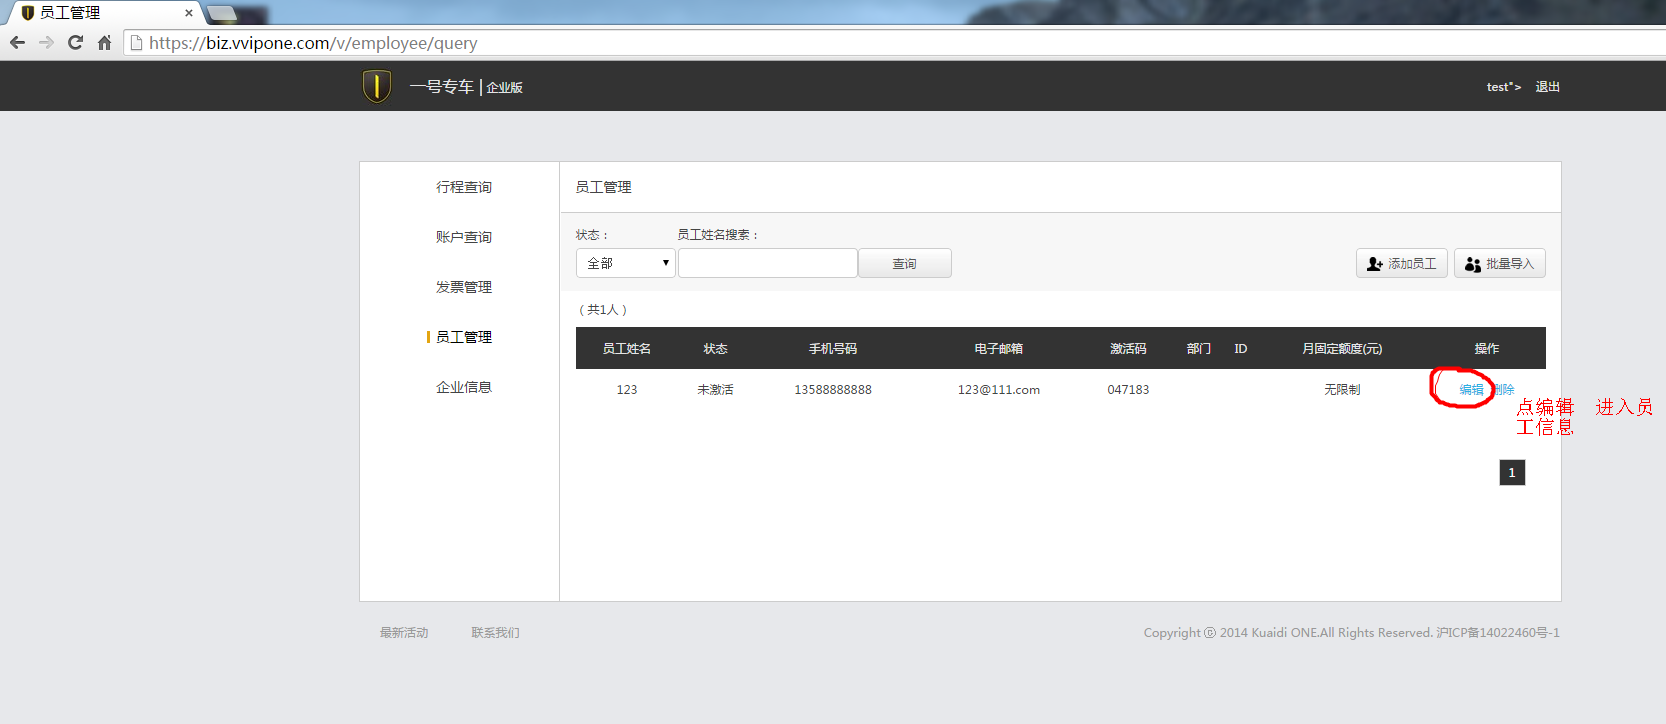 员工管理
https://biz.vvipone.com/v/employee/query
一号专车 | 企业版
test"> 退出
行程查询
账户查询
发票管理
员工管理
企业信息
员工管理
状态： 员工姓名搜索：
全部 查询 添加员工 批量导入
（共1人）
员工姓名 状态 手机号码 电子邮箱 激活码 部门 ID 月固定额度(元) 操作
123 未激活 13588888888 123@111.com 047183 无限制 编辑 删除
点编辑 进入员
工信息
1
最新活动 联系我们 Copyright ⓒ 2014 Kuaidi ONE.All Rights Reserved. 沪ICP备14022460号-1